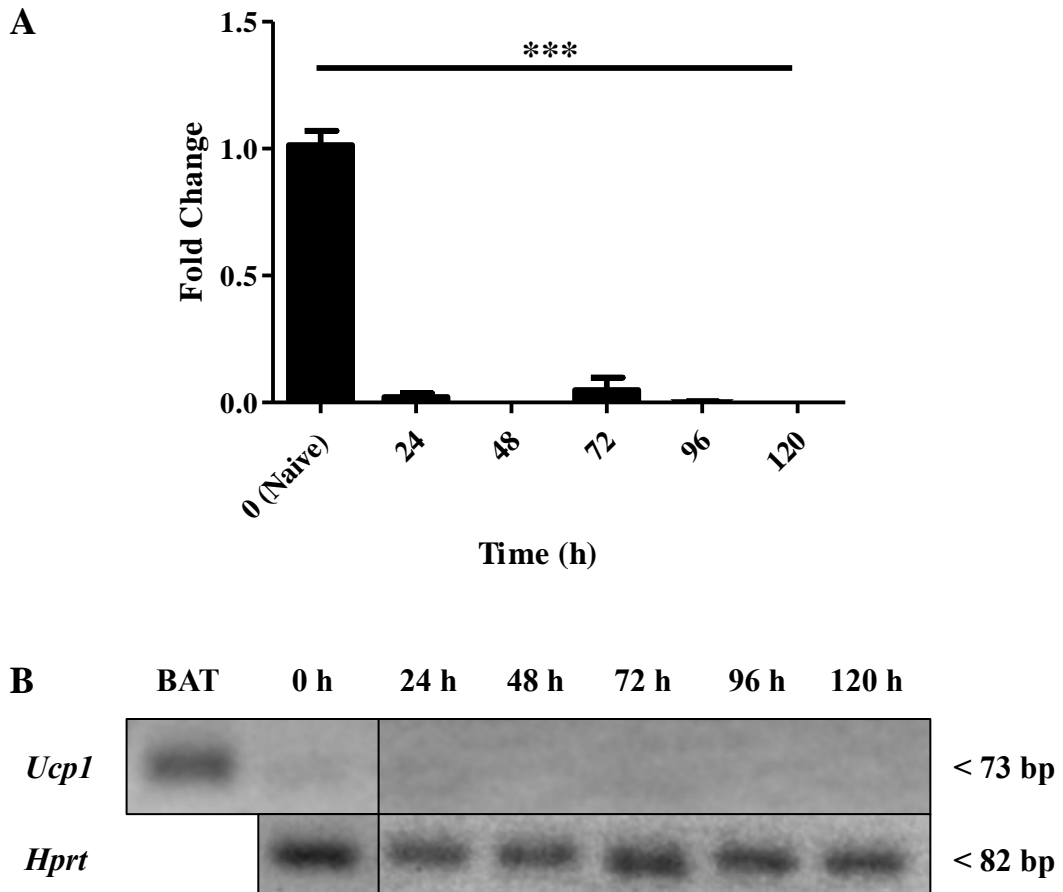 A
1.5
***
1.0
Fold Change
0.5
0.0
0 (Naive) 24 48 72 96 120
Time (h)
B BAT 0 h 24 h 48 h 72 h 96 h 120 h
Ucp1 < 73 bp
Hprt < 82 bp